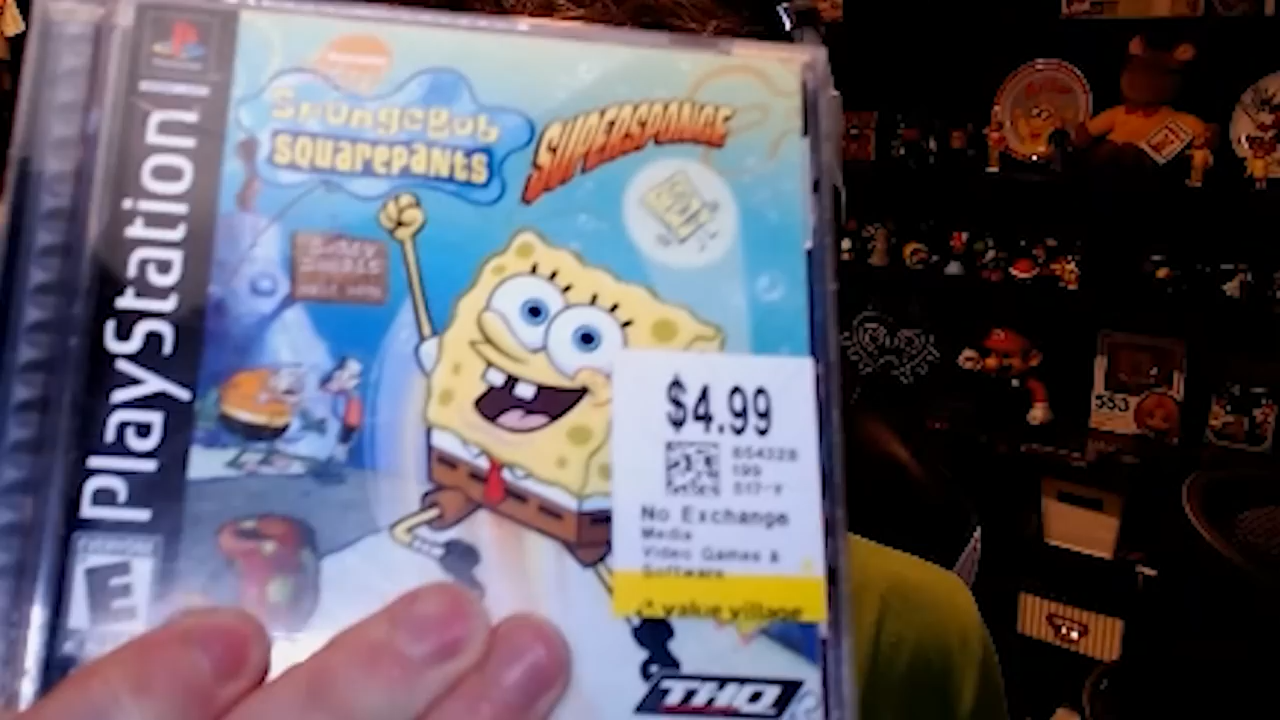 PlayStation
SPONGEBOB
SQUAREPANTS
SUPERSPONGE
$4.99
No Exchange
Media
Video Games &
Software
value village
THQ
E